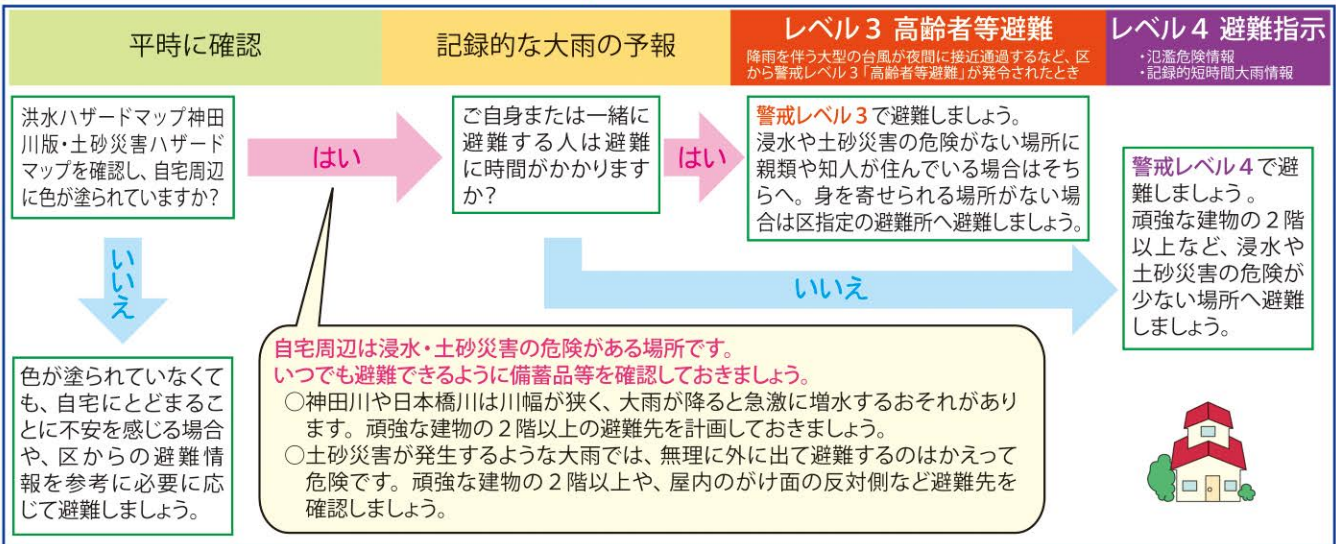 平時に確認
記録的な大雨の予報
レベル３ 高齢者等避難
降雨を伴う大型の台風が夜間に接近通過するなど、区
から警戒レベル３「高齢者等避難」が発令されたとき
レベル４ 避難指示
・氾濫危険情報
・記録的短時間大雨情報
洪水ハザードマップ神田
川版・土砂災害ハザード
マップを確認し、自宅周辺
に色が塗られていますか？
はい
ご自身または一緒に
避難する人は避難
に時間がかかります
か？
はい
警戒レベル３で避難しましょう。
浸水や土砂災害の危険がない場所に
親類や知人が住んでいる場合はそち
らへ。身を寄せられる場所がない場
合は区指定の避難所へ避難しましょう。
警戒レベル４で避
難しましょう。
頑強な建物の２階
以上など、浸水や
土砂災害の危険が
少ない場所へ避難
しましょう。
いいえ
いいえ
色が塗られていなくて
も、自宅にとどまるこ
とに不安を感じる場合
や、区からの避難情
報を参考に必要に応
じて避難しましょう。
自宅周辺は浸水・土砂災害の危険がある場所です。
いつでも避難できるように備蓄品等を確認しておきましょう。
○神田川や日本橋川は川幅が狭く、大雨が降ると急激に増水するおそれがあり
ます。頑強な建物の２階以上の避難先を計画しておきましょう。
○土砂災害が発生するような大雨では、無理に外に出て避難するのはかえって
危険です。頑強な建物の２階以上や、屋内のがけ面の反対側など避難先を
確認しましょう。